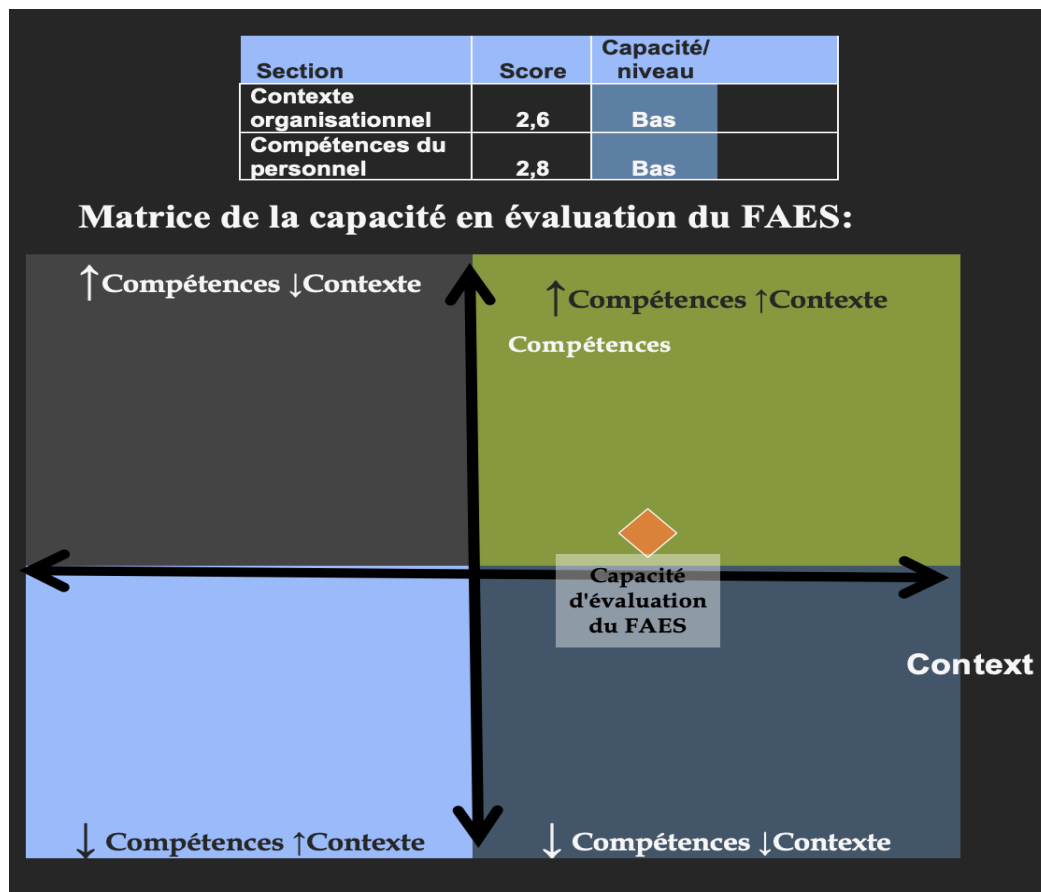 Section Score Capacité/ niveau
Contexte organisationnel 2,6 Bas
Compétences du personnel 2,8 Bas
Matrice de la capacité en évaluation du FAES:
↑Compétences ↓Contexte
↑Compétences ↑Contexte
Compétences
Capacité
d'évaluation
du FAES
Context
↓ Compétences ↑Contexte
↓ Compétences ↓Contexte